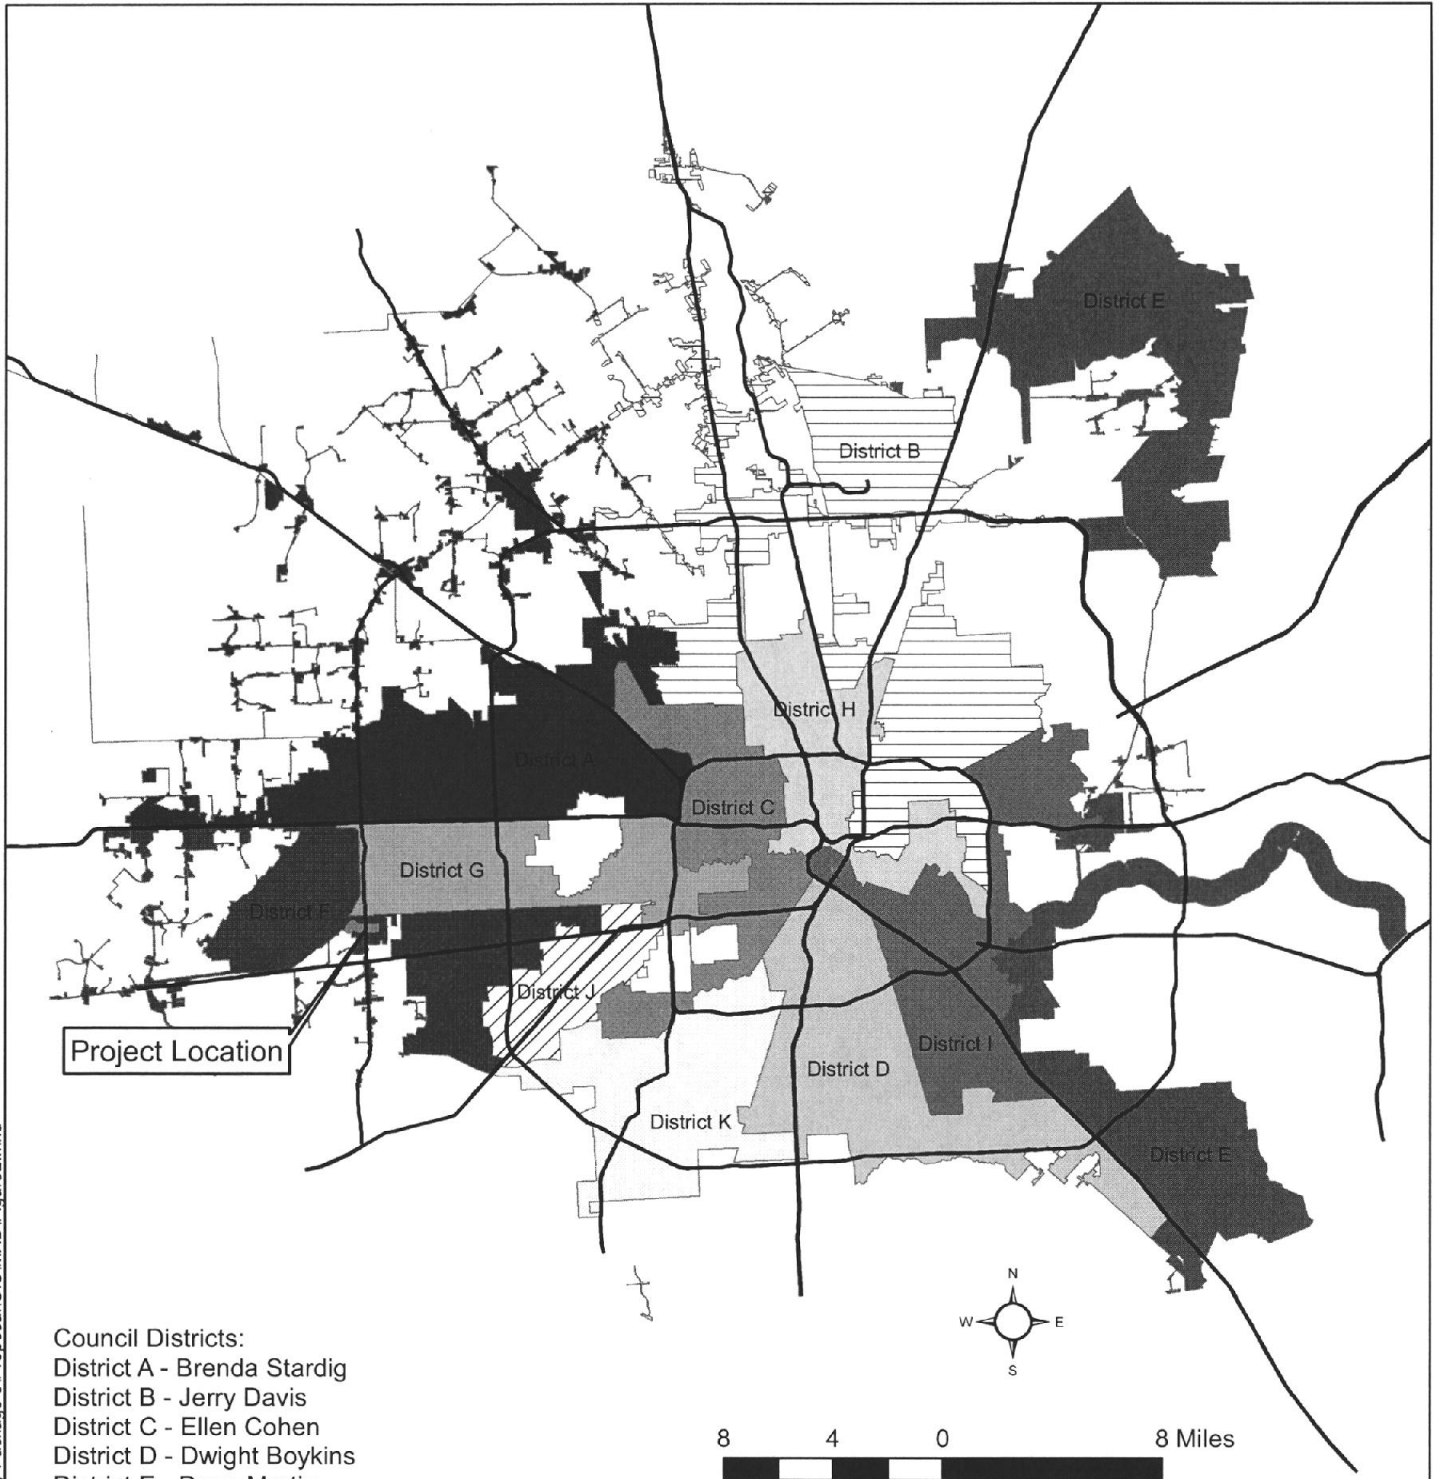 District E
District B
District H
District A
District C
District G
District F
District J
Project Location
District I
District D
District K
District E
N
W E
S
Council Districts:
District A - Brenda Stardig
District B - Jerry Davis
District C - Ellen Cohen
District D - Dwight Boykins
8 4 0 8 Miles